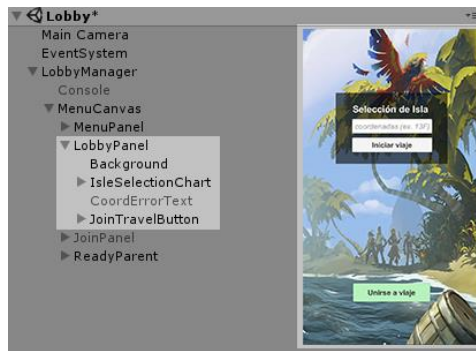 Lobby*
Main Camera
EventSystem
LobbyManager
Console
MenuCanvas
MenuPanel
LobbyPanel
Background
IsleSelectionChart
CoordErrorText
JoinTravelButton
JoinPanel
ReadyParent
Selección de Isla
coordenadas (es. 13F)
Iniciar viaje
Unirse a viaje